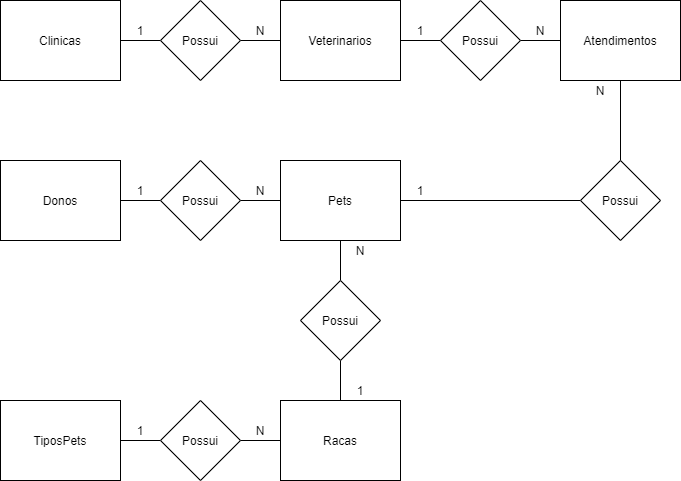 Clinicas
1
Possui
N
Veterinarios
1
Possui
N
Atendimentos
N
Donos
1
Possui
N
Pets
1
Possui
N
Possui
1
TiposPets
1
Possui
N
Racas